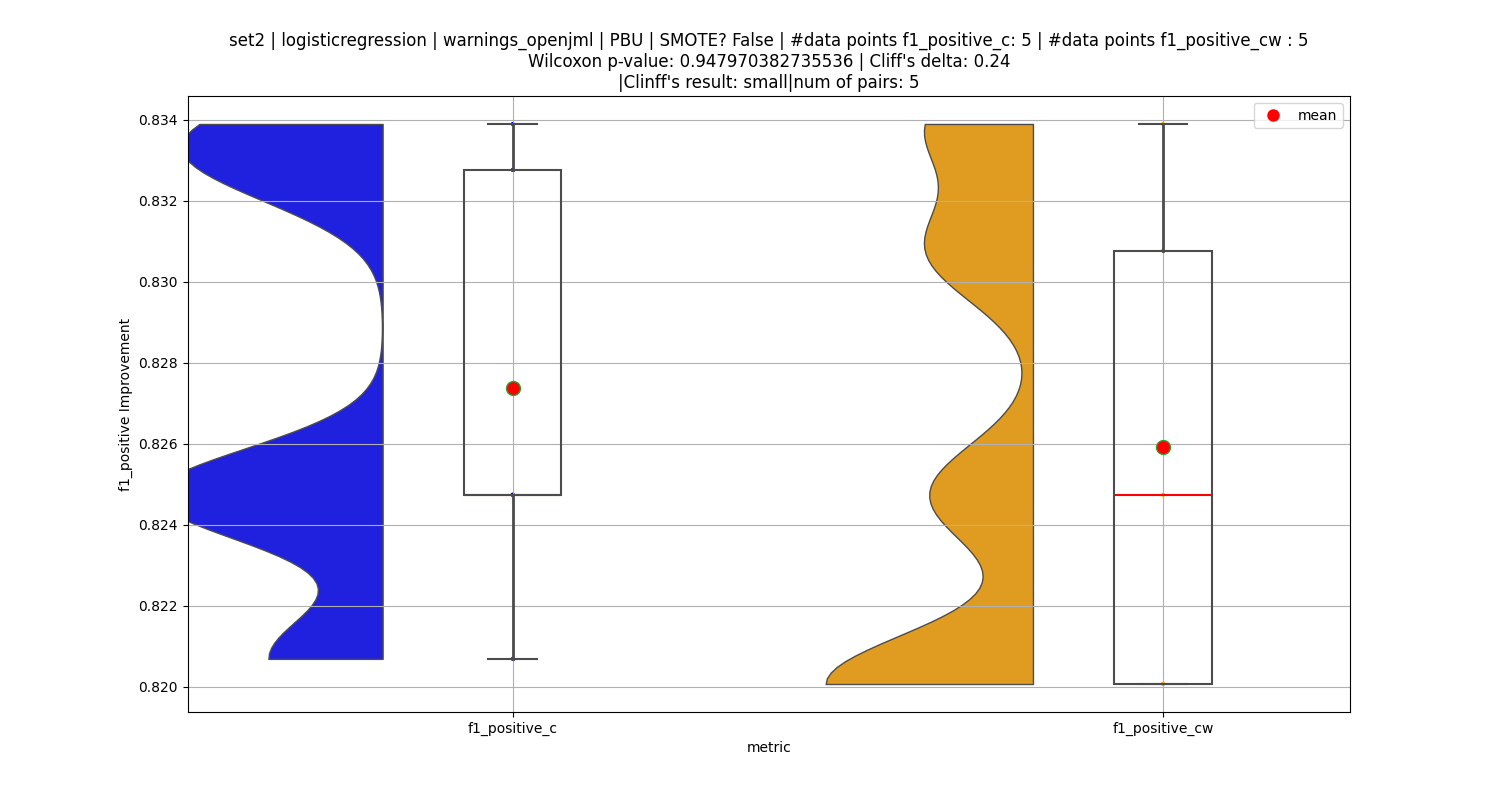 set2 | logisticregression | warnings_openjml | PBU | SMOTE? False | #data points f1_positive_c: 5 | #data points f1_positive_cw : 5
Wilcoxon p-value: 0.947970382735536 | Cliff's delta: 0.24
|Clinff's result: small|num of pairs: 5
mean
0.834
0.832
0.830
0.828
0.826
0.824
0.822
0.820
f1_positive Improvement
f1_positive_c
f1_positive_cw
metric